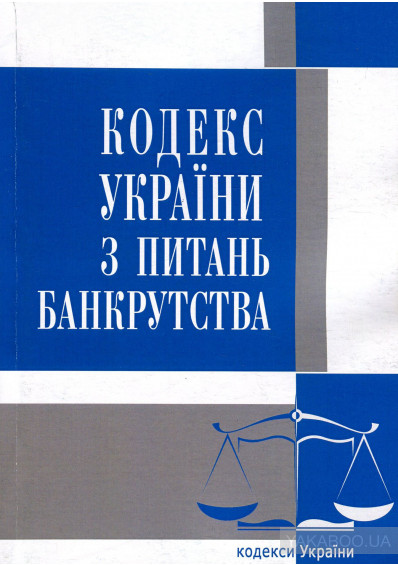 КОДЕКС
УКРАЇНИ
З ПИТАНЬ
БАНКРУТСТВА
кодекси України
YAKABOO.UA